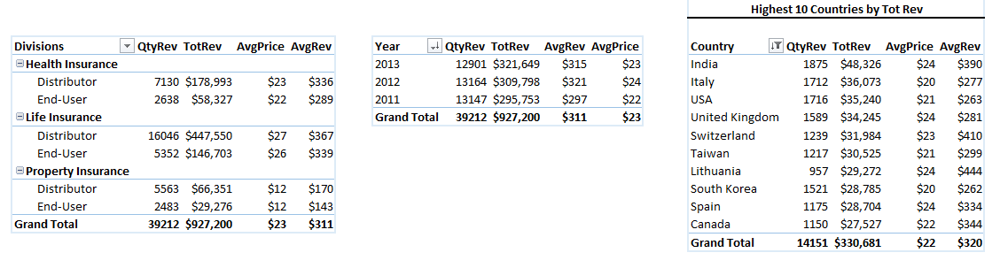 Highest 10 Countries by Tot Rev
Divisions QtyRev TotRev AvgPrice AvgRev
Health Insurance
Distributor 7130 $178,993 $23 $336
End-User 2638 $58,327 $22 $289
Life Insurance
Distributor 16046 $447,550 $27 $367
End-User 5352 $146,703 $26 $339
Property Insurance
Distributor 5563 $66,351 $12 $170
End-User 2483 $29,276 $12 $143
Grand Total 39212 $927,200 $23 $311
Year QtyRev TotRev AvgRev AvgPrice
2013 12901 $321,649 $315 $23
2012 13164 $309,798 $321 $24
2011 13147 $295,753 $297 $22
Grand Total 39212 $927,200 $311 $23
Country QtyRev TotRev AvgPrice AvgRev
India 1875 $48,326 $24 $390
Italy 1712 $36,073 $20 $277
USA 1716 $35,240 $21 $263
United Kingdom 1589 $34,245 $24 $281
Switzerland 1239 $31,984 $23 $410
Taiwan 1217 $30,525 $21 $299
Lithuania 957 $29,272 $24 $444
South Korea 1521 $28,785 $20 $262
Spain 1175 $28,704 $24 $334
Canada 1150 $27,527 $22 $344
Grand Total 14151 $330,681 $22 $320